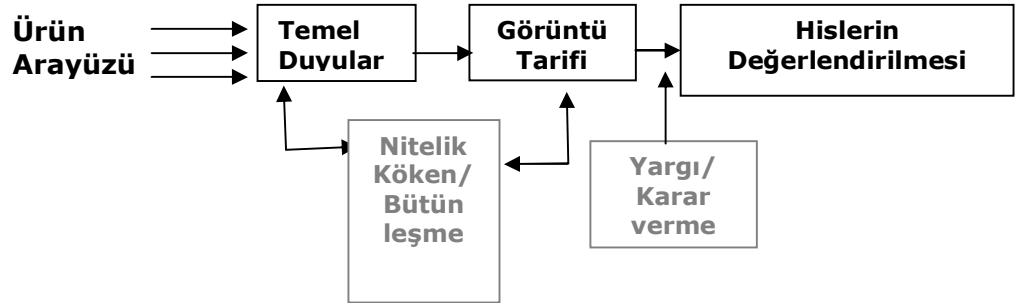 Ürün
Arayüzü
Temel
Duyular
Görüntü
Tarifi
Hislerin
Değerlendirilmesi
Nitelik
Köken/
Bütün
leşme
Yargı/
Karar
verme